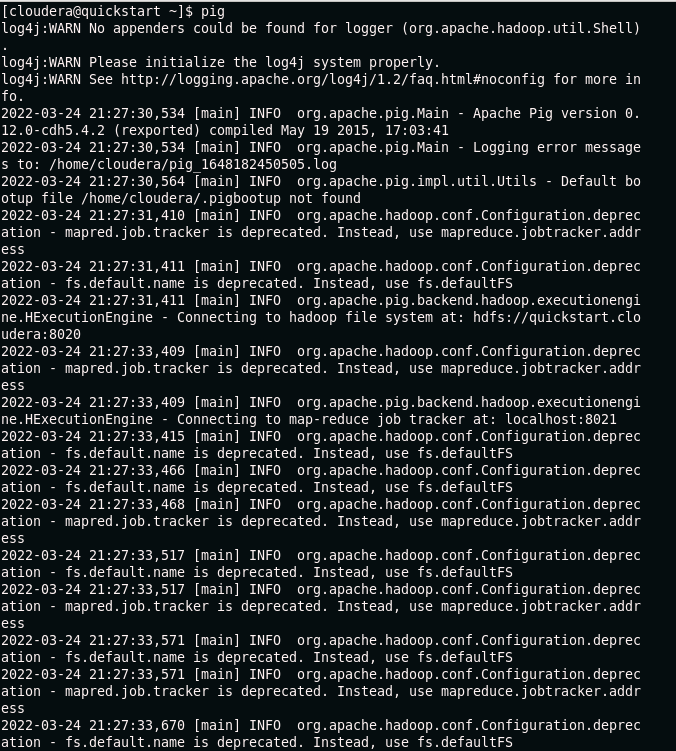 [cloudera@quickstart ~]$ pig
log4j:WARN No appenders could be found for logger (org.apache.hadoop.util.Shell)
.
log4j:WARN Please initialize the log4j system properly.
log4j:WARN See http://logging.apache.org/log4j/1.2/faq.html#noconfig for more in
fo.
2022-03-24 21:27:30,534 [main] INFO  org.apache.pig.Main - Apache Pig version 0.
12.0-cdh5.4.2 (rexported) compiled May 19 2015, 17:03:41
2022-03-24 21:27:30,534 [main] INFO  org.apache.pig.Main - Logging error message
s to: /home/cloudera/pig_1648182450505.log
2022-03-24 21:27:30,564 [main] INFO  org.apache.pig.impl.util.Utils - Default bo
otup file /home/cloudera/.pigbootup not found
2022-03-24 21:27:31,410 [main] INFO  org.apache.hadoop.conf.Configuration.deprec
ation - mapred.job.tracker is deprecated. Instead, use mapreduce.jobtracker.addr
ess
2022-03-24 21:27:31,411 [main] INFO  org.apache.hadoop.conf.Configuration.deprec
ation - fs.default.name is deprecated. Instead, use fs.defaultFS
2022-03-24 21:27:31,411 [main] INFO  org.apache.pig.backend.hadoop.executionengi
ne.HExecutionEngine - Connecting to hadoop file system at: hdfs://quickstart.clo
udera:8020
2022-03-24 21:27:33,409 [main] INFO  org.apache.hadoop.conf.Configuration.deprec
ation - mapred.job.tracker is deprecated. Instead, use mapreduce.jobtracker.addr
ess
2022-03-24 21:27:33,409 [main] INFO  org.apache.pig.backend.hadoop.executionengi
ne.HExecutionEngine - Connecting to map-reduce job tracker at: localhost:8021
2022-03-24 21:27:33,415 [main] INFO  org.apache.hadoop.conf.Configuration.deprec
ation - fs.default.name is deprecated. Instead, use fs.defaultFS
2022-03-24 21:27:33,466 [main] INFO  org.apache.hadoop.conf.Configuration.deprec
ation - fs.default.name is deprecated. Instead, use fs.defaultFS
2022-03-24 21:27:33,468 [main] INFO  org.apache.hadoop.conf.Configuration.deprec
ation - mapred.job.tracker is deprecated. Instead, use mapreduce.jobtracker.addr
ess
2022-03-24 21:27:33,517 [main] INFO  org.apache.hadoop.conf.Configuration.deprec
ation - fs.default.name is deprecated. Instead, use fs.defaultFS
2022-03-24 21:27:33,517 [main] INFO  org.apache.hadoop.conf.Configuration.deprec
ation - mapred.job.tracker is deprecated. Instead, use mapreduce.jobtracker.addr
ess
2022-03-24 21:27:33,571 [main] INFO  org.apache.hadoop.conf.Configuration.deprec
ation - fs.default.name is deprecated. Instead, use fs.defaultFS
2022-03-24 21:27:33,571 [main] INFO  org.apache.hadoop.conf.Configuration.deprec
ation - mapred.job.tracker is deprecated. Instead, use mapreduce.jobtracker.addr
ess
2022-03-24 21:27:33,670 [main] INFO  org.apache.hadoop.conf.Configuration.deprec
ation - fs.default.name is deprecated. Instead, use fs.defaultFS